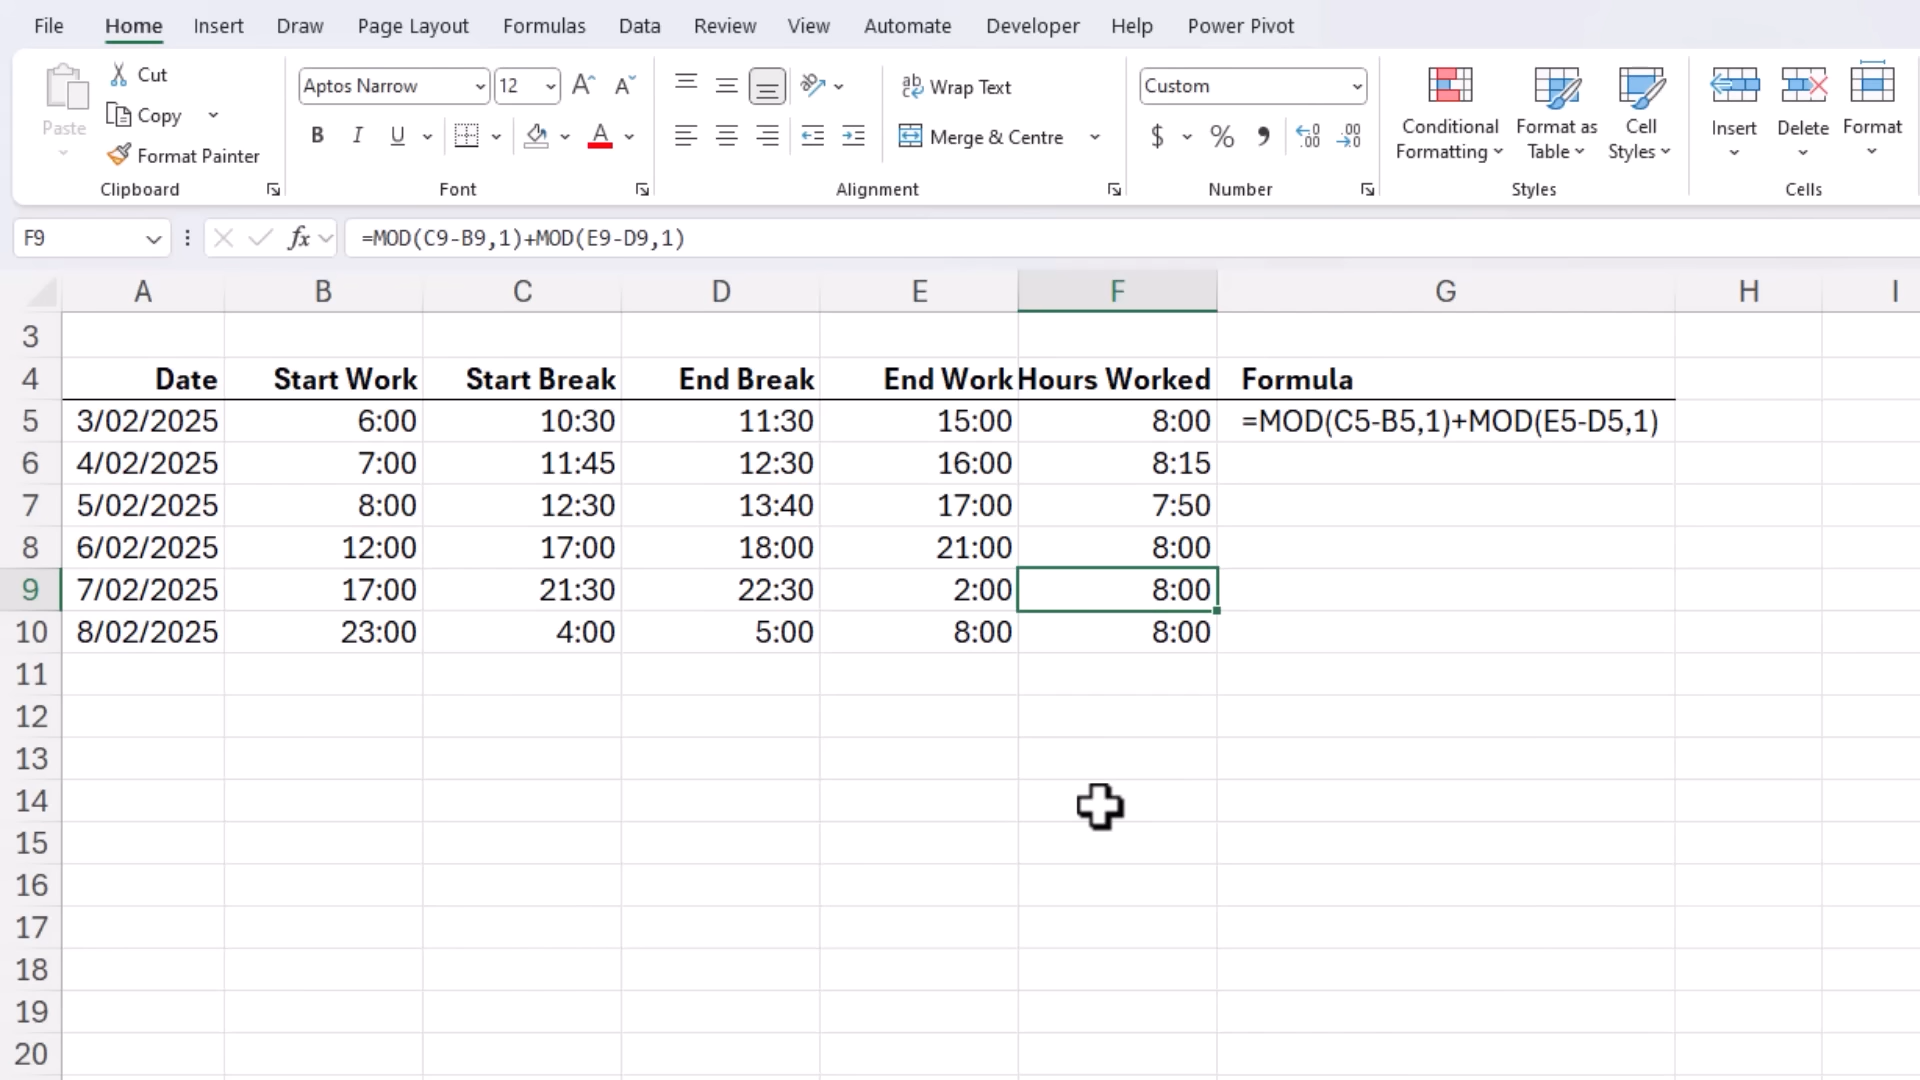 File Home Insert Draw Page Layout Formulas Data Review View Automate Developer Help Power Pivot
Paste
Cut
Copy
Format Painter
Clipboard
Aptos Narrow 12
B I U
Font
Wrap Text
Merge & Centre
Alignment
Custom
$ % ,
Number
Conditional Formatting
Format as Table
Cell Styles
Styles
Insert
Delete
Format
Cells
F9 fx =MOD(C9-B9,1)+MOD(E9-D9,1)
A B C D E F G H I
3
4 Date Start Work Start Break End Break End Work Hours Worked Formula
5 3/02/2025 6:00 10:30 11:30 15:00 8:00 =MOD(C5-B5,1)+MOD(E5-D5,1)
6 4/02/2025 7:00 11:45 12:30 16:00 8:15
7 5/02/2025 8:00 12:30 13:40 17:00 7:50
8 6/02/2025 12:00 17:00 18:00 21:00 8:00
9 7/02/2025 17:00 21:30 22:30 2:00 8:00
10 8/02/2025 23:00 4:00 5:00 8:00 8:00
11
12
13
14
15
16
17
18
19
20